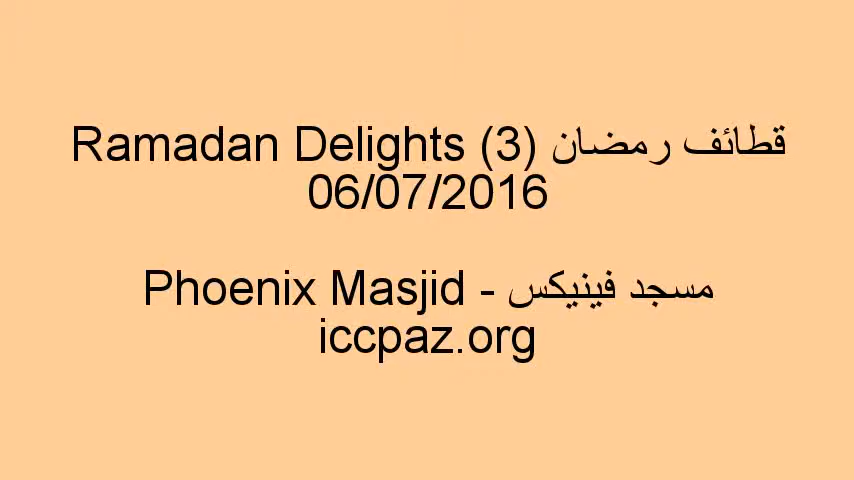 Ramadan Delights (3) قطائف رمضان
06/07/2016
Phoenix Masjid - مسجد فينيكس
iccpaz.org